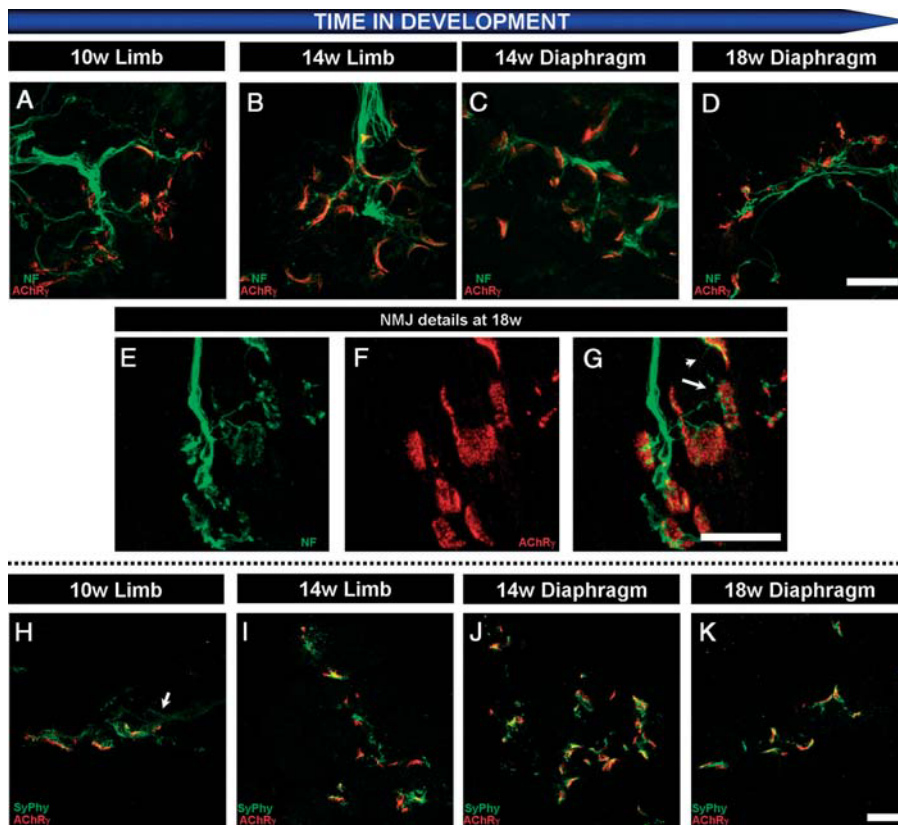 TIME IN DEVELOPMENT
10w Limb
14w Limb
14w Diaphragm
18w Diaphragm
A
B
C
D
NF
AChRγ
NF
AChRγ
NF
AChRγ
NF
AChRγ
NMJ details at 18w
E
F
G
NF
AChRγ
10w Limb
14w Limb
14w Diaphragm
18w Diaphragm
H
I
J
K
SyPhy
AChRγ
SyPhy
AChRγ
SyPhy
AChRγ
SyPhy
AChRγ